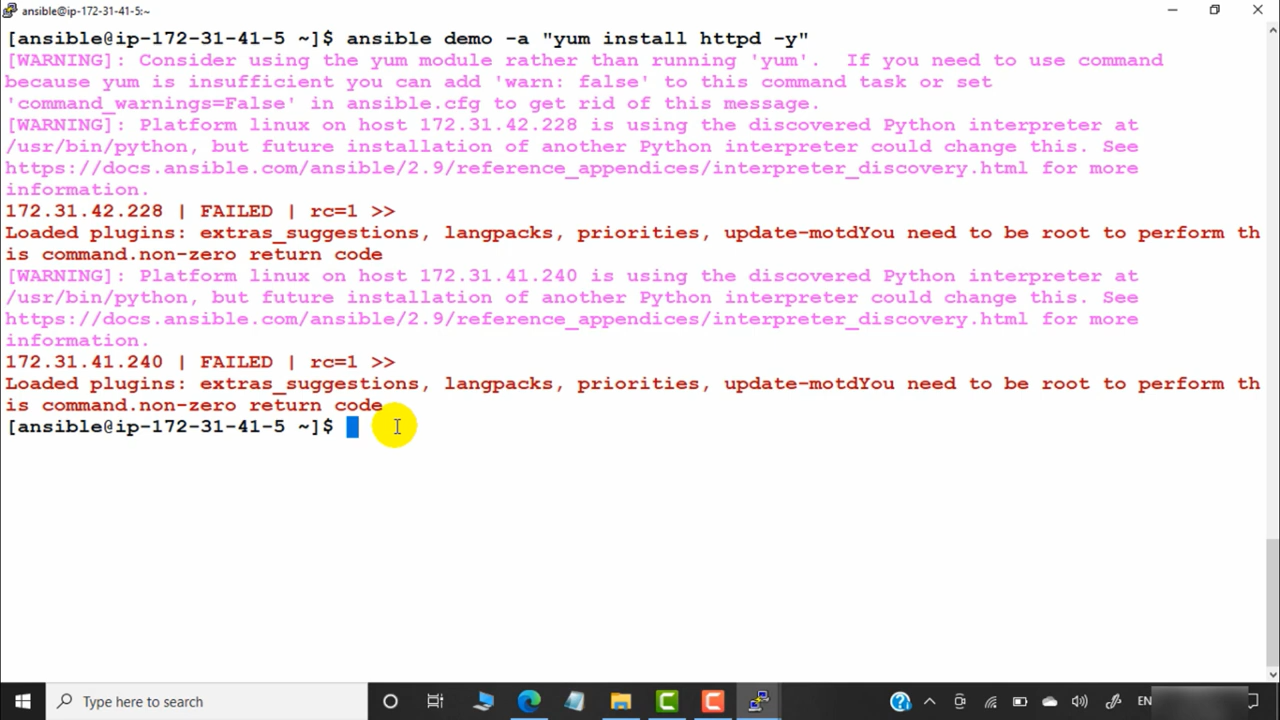 ansible@ip-172-31-41-5:~
[ansible@ip-172-31-41-5 ~]$ ansible demo -a "yum install httpd -y"
[WARNING]: Consider using the yum module rather than running 'yum'.  If you need to use command
because yum is insufficient you can add 'warn: false' to this command task or set
'command_warnings=False' in ansible.cfg to get rid of this message.
[WARNING]: Platform linux on host 172.31.42.228 is using the discovered Python interpreter at
/usr/bin/python, but future installation of another Python interpreter could change this. See
https://docs.ansible.com/ansible/2.9/reference_appendices/interpreter_discovery.html for more
information.
172.31.42.228 | FAILED | rc=1 >>
Loaded plugins: extras_suggestions, langpacks, priorities, update-motdYou need to be root to perform th
is command.non-zero return code
[WARNING]: Platform linux on host 172.31.41.240 is using the discovered Python interpreter at
/usr/bin/python, but future installation of another Python interpreter could change this. See
https://docs.ansible.com/ansible/2.9/reference_appendices/interpreter_discovery.html for more
information.
172.31.41.240 | FAILED | rc=1 >>
Loaded plugins: extras_suggestions, langpacks, priorities, update-motdYou need to be root to perform th
is command.non-zero return code
[ansible@ip-172-31-41-5 ~]$
Type here to search
EN